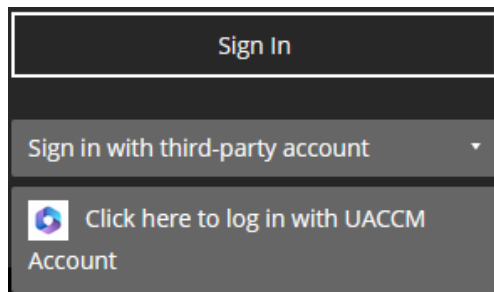 Sign In
Sign in with third-party account
Click here to log in with UACCM
Account